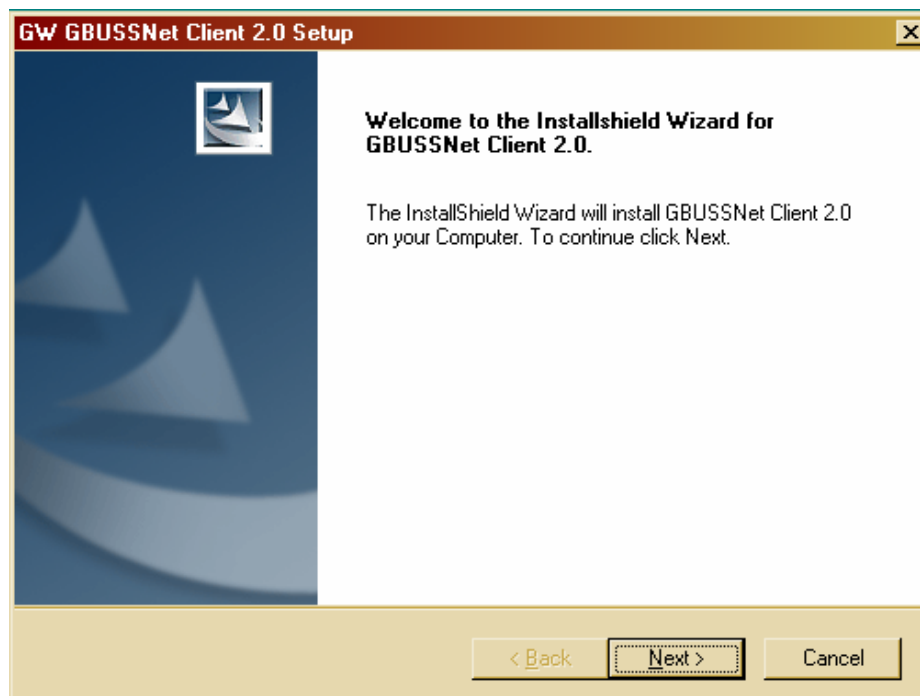 GW GBUSSNet Client 2.0 Setup
Welcome to the Installshield Wizard for
GBUSSNet Client 2.0.
The InstallShield Wizard will install GBUSSNet Client 2.0
on your Computer. To continue click Next.
< Back
Next >
Cancel